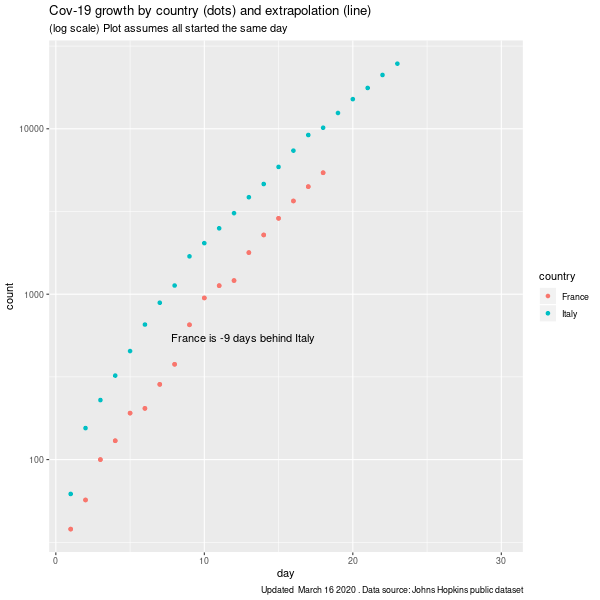 Cov-19 growth by country (dots) and extrapolation (line)
(log scale) Plot assumes all started the same day
10000
1000
100
count
France is -9 days behind Italy
country
France
Italy
0 10 20 30
day
Updated March 16 2020 . Data source: Johns Hopkins public dataset